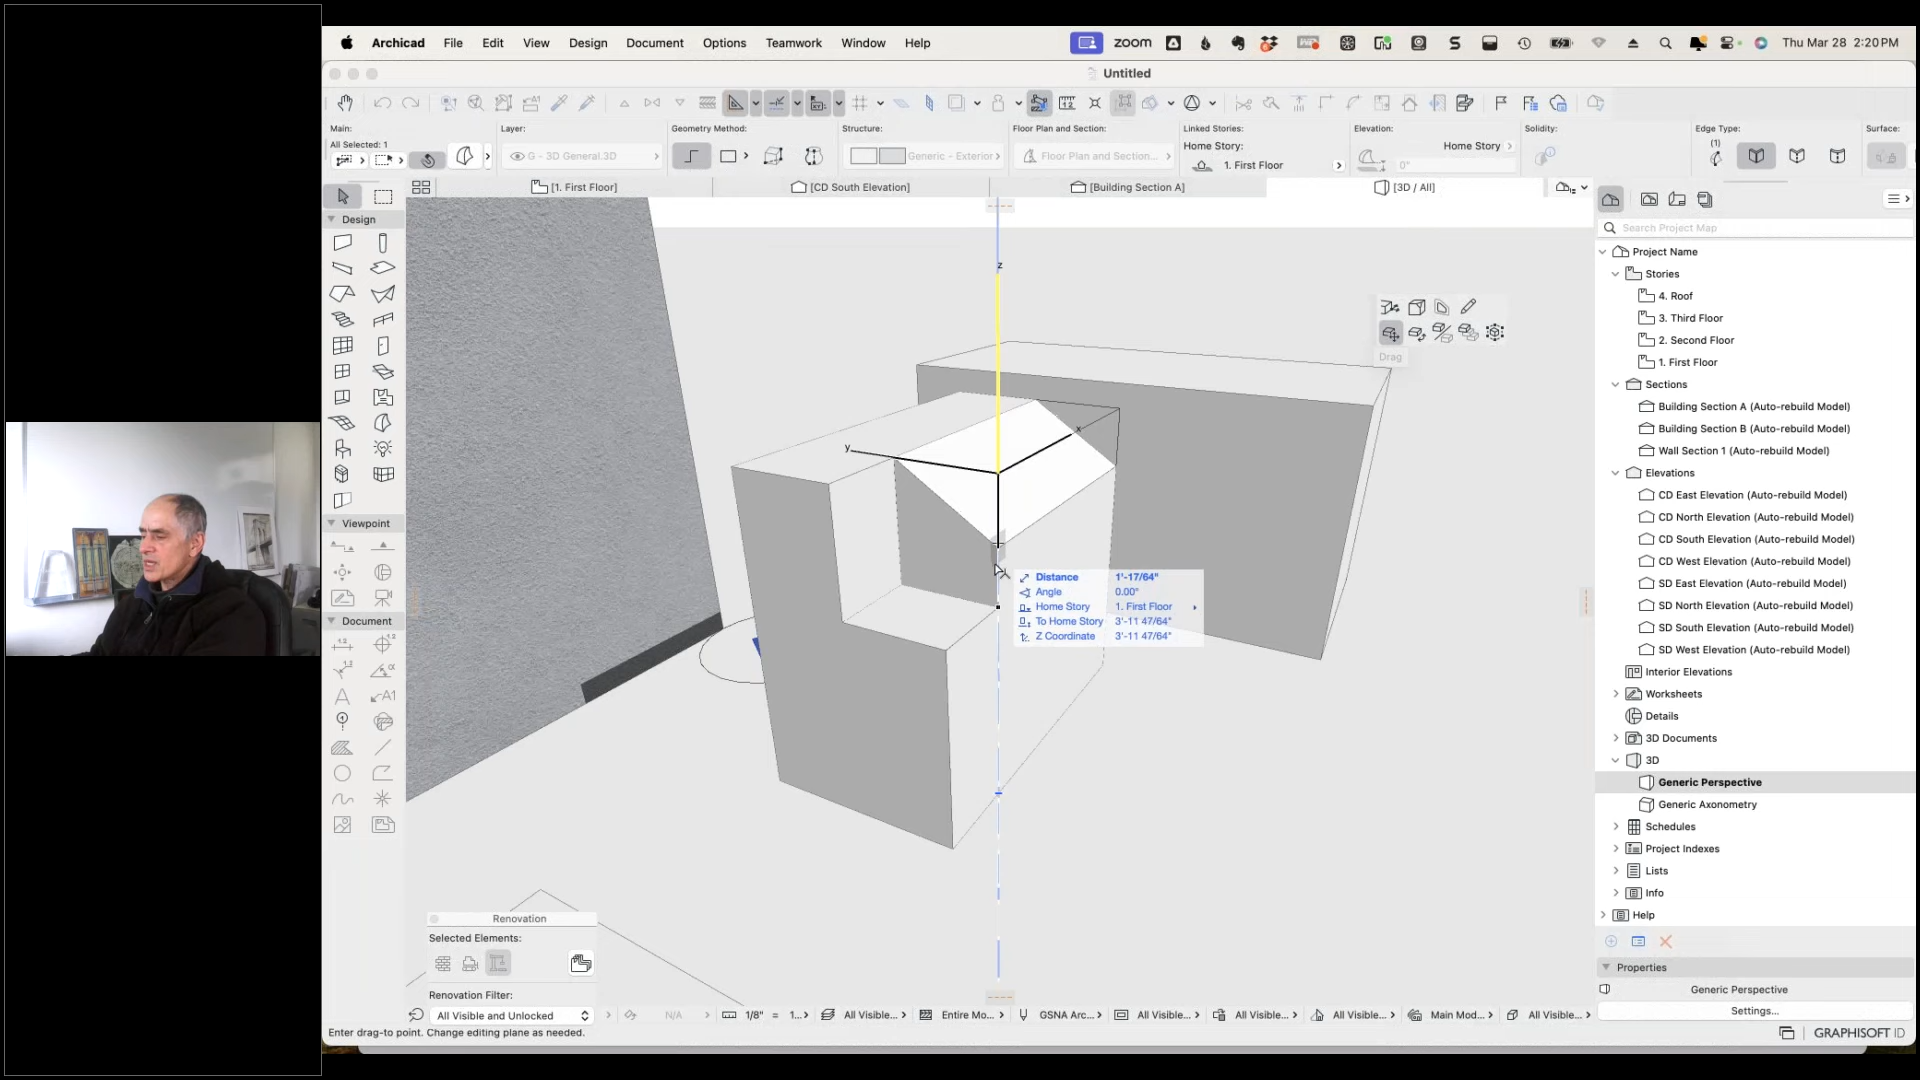 Archicad File Edit View Design Document Options Teamwork Window Help
zoom
Thu Mar 28 2:20 PM
Untitled
Main:
All Selected: 1
Layer:
G - 3D General.3D
Geometry Method:
Structure:
Generic - Exterior
Floor Plan and Section:
Floor Plan and Section...
Linked Stories:
Home Story:
1. First Floor
Elevation:
Home Story
0°
Solidity:
Edge Type:
(1)
Surface:
[1. First Floor]
[CD South Elevation]
[Building Section A]
[3D / All]
Design
Viewpoint
Document
A
A1
z
y
x
Drag
Distance 1'-17/64"
Angle 0.00°
Home Story 1. First Floor
To Home Story 3'-11 47/64"
Z Coordinate 3'-11 47/64"
Renovation
Selected Elements:
Renovation Filter:
All Visible and Unlocked
N/A
1/8" = 1...
All Visible...
Entire Mo...
GSNA Arc...
All Visible...
All Visible...
All Visible...
Main Mod...
All Visible...
Enter drag-to point. Change editing plane as needed.
Search Project Map
Project Name
Stories
4. Roof
3. Third Floor
2. Second Floor
1. First Floor
Sections
Building Section A (Auto-rebuild Model)
Building Section B (Auto-rebuild Model)
Wall Section 1 (Auto-rebuild Model)
Elevations
CD East Elevation (Auto-rebuild Model)
CD North Elevation (Auto-rebuild Model)
CD South Elevation (Auto-rebuild Model)
CD West Elevation (Auto-rebuild Model)
SD East Elevation (Auto-rebuild Model)
SD North Elevation (Auto-rebuild Model)
SD South Elevation (Auto-rebuild Model)
SD West Elevation (Auto-rebuild Model)
Interior Elevations
Worksheets
Details
3D Documents
3D
Generic Perspective
Generic Axonometry
Schedules
Project Indexes
Lists
Info
Help
Properties
Generic Perspective
Settings...
GRAPHISOFT ID